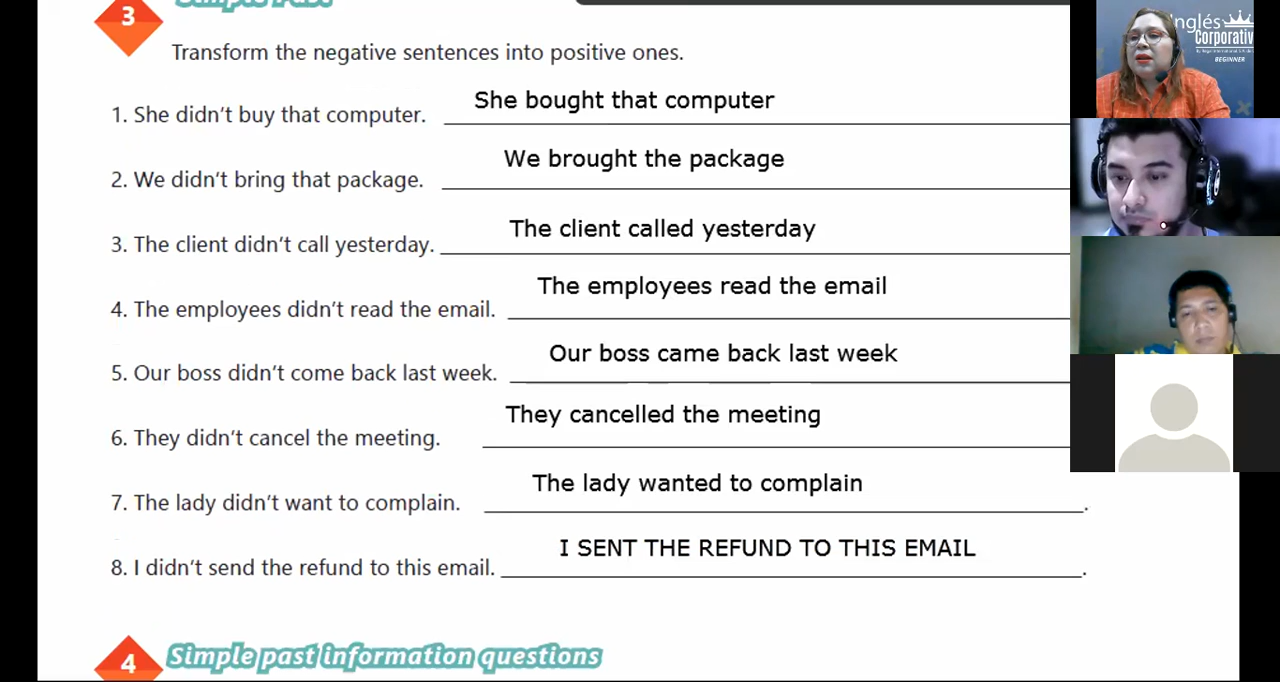 3 Simple Past
Transform the negative sentences into positive ones.
1. She didn't buy that computer. She bought that computer
2. We didn't bring that package. We brought the package
3. The client didn't call yesterday. The client called yesterday
4. The employees didn't read the email. The employees read the email
5. Our boss didn't come back last week. Our boss came back last week
6. They didn't cancel the meeting. They cancelled the meeting
7. The lady didn't want to complain. The lady wanted to complain.
8. I didn't send the refund to this email. I SENT THE REFUND TO THIS EMAIL.
4 Simple past information questions
Inglés
Corporativ
BEGINNER